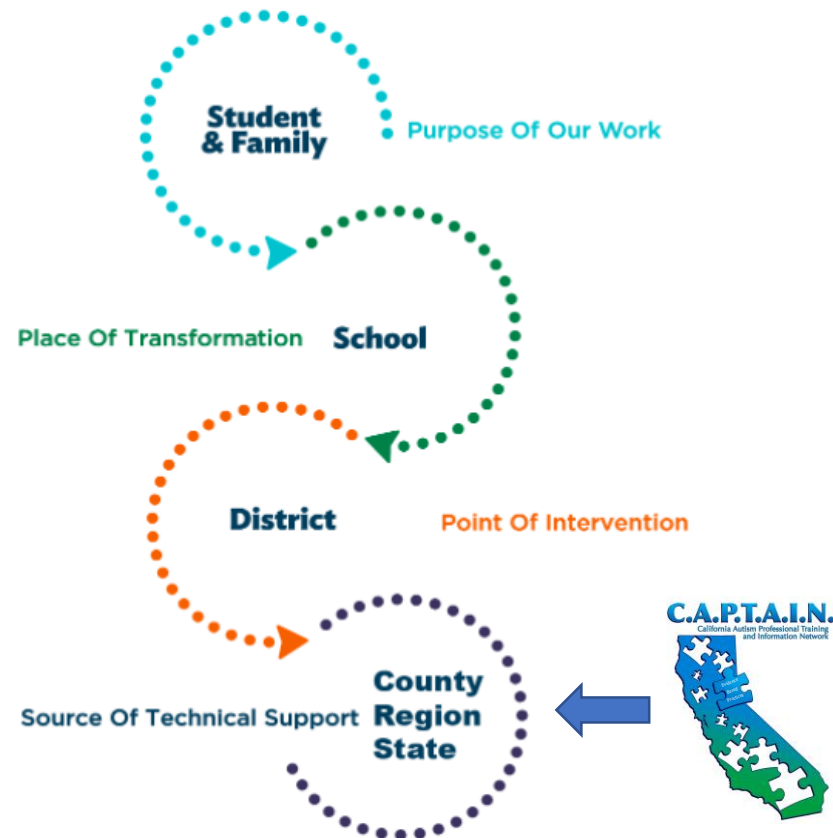 Student
& Family
Purpose Of Our Work
Place Of Transformation
School
District
Point Of Intervention
C.A.P.T.A.I.N.
California Autism Professional Training
and Information Network
Source Of Technical Support
County
Region
State